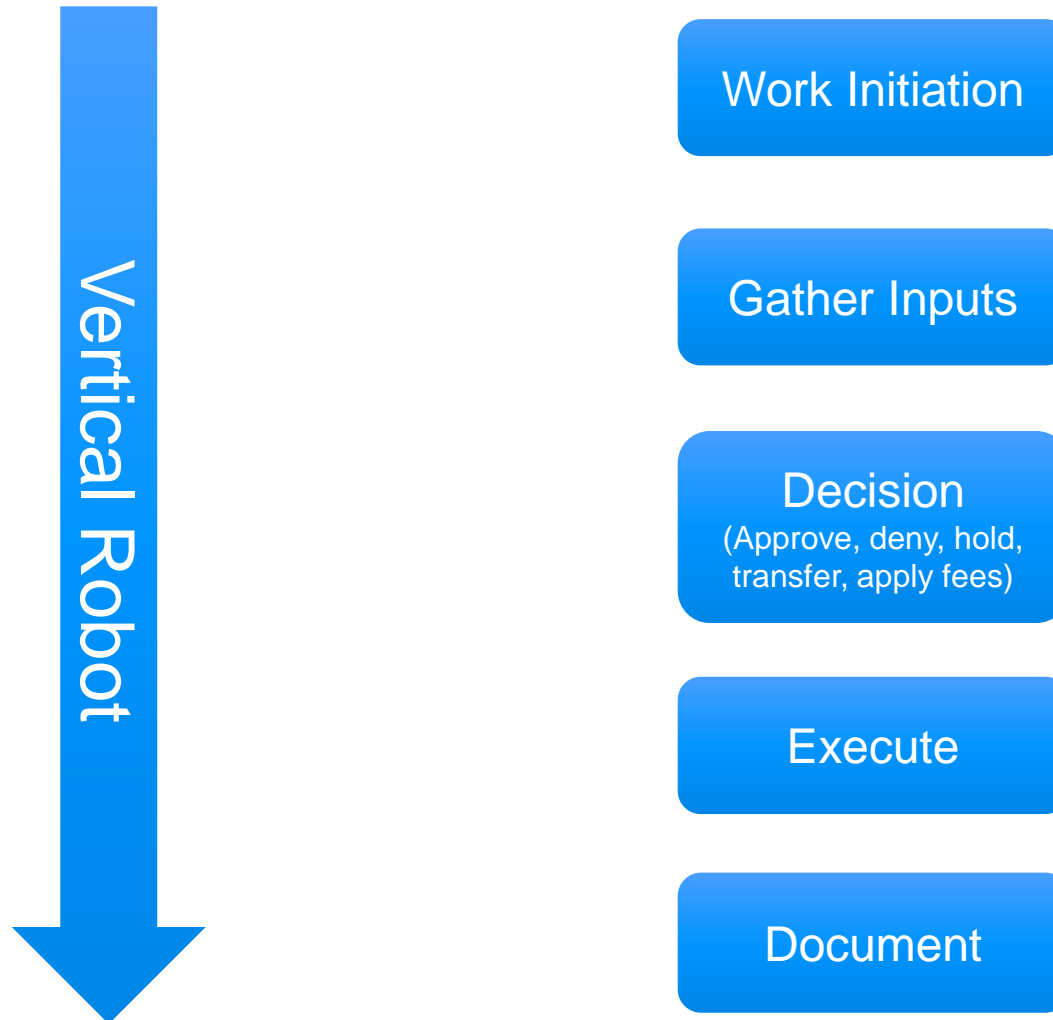 Vertical Robot
Work Initiation
Gather Inputs
Decision
(Approve, deny, hold,
transfer, apply fees)
Execute
Document